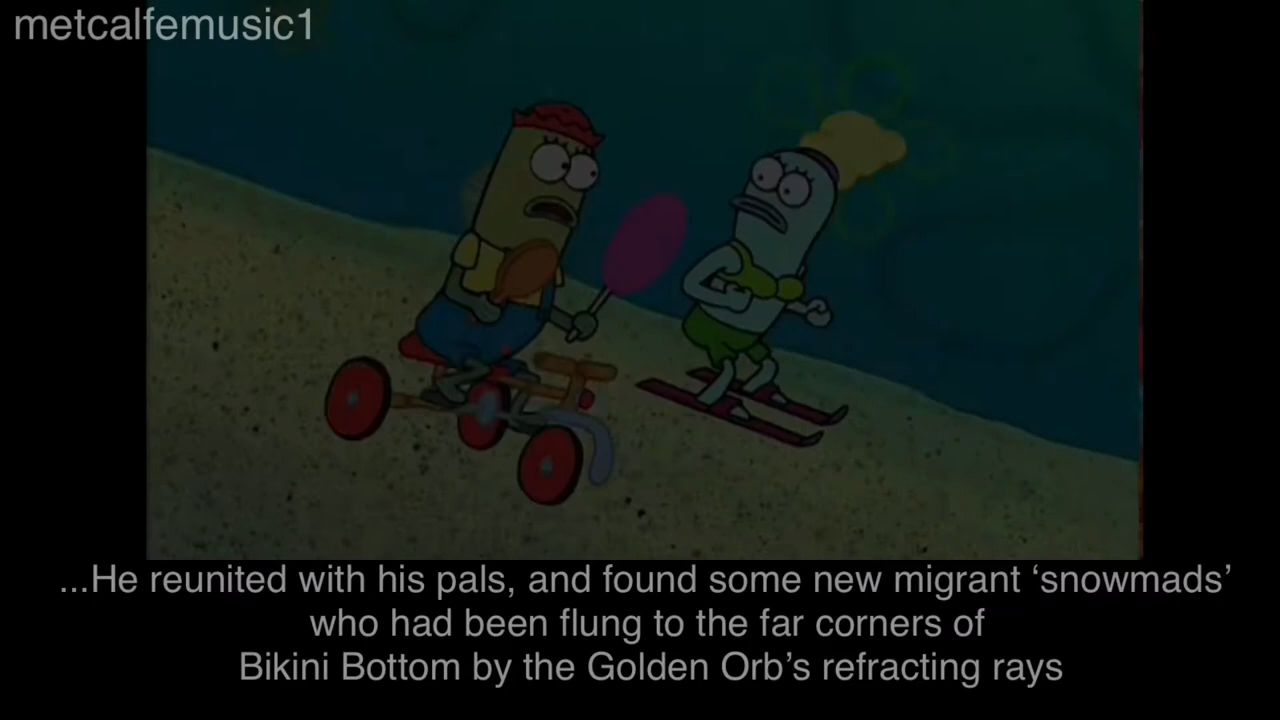 metcalfemusic1
...He reunited with his pals, and found some new migrant ‘snowmads’
who had been flung to the far corners of
Bikini Bottom by the Golden Orb’s refracting rays